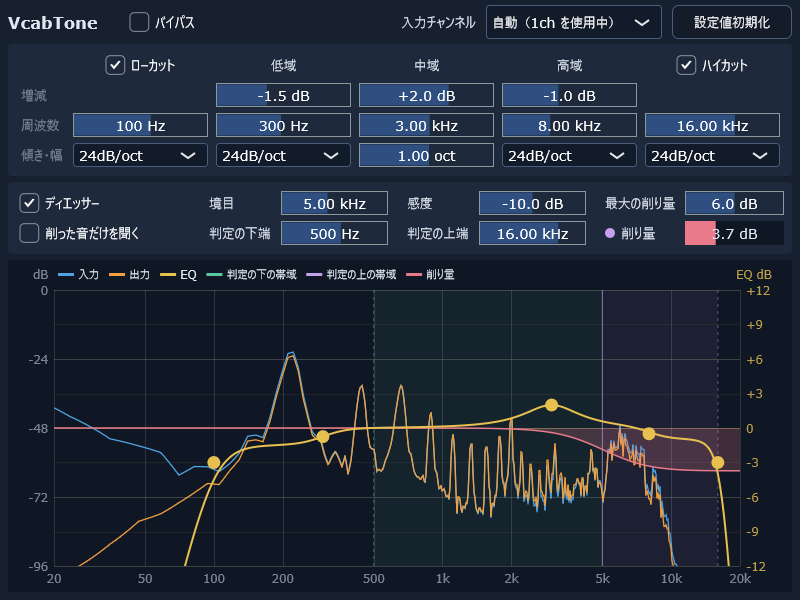 VcabTone バイパス 入力チャンネル 自動（1ch を使用中） 設定値初期化
ローカット 低域 中域 高域 ハイカット
増減 -1.5 dB +2.0 dB -1.0 dB
周波数 100 Hz 300 Hz 3.00 kHz 8.00 kHz 16.00 kHz
傾き・幅 24dB/oct 24dB/oct 1.00 oct 24dB/oct 24dB/oct
ディエッサー 境目 5.00 kHz 感度 -10.0 dB 最大の削り量 6.0 dB
削った音だけを聞く 判定の下端 500 Hz 判定の上端 16.00 kHz 削り量 3.7 dB
dB 入力 出力 EQ 判定の下の帯域 判定の上の帯域 削り量 EQ dB
0 +12
+9
-24 +6
+3
-48 0
-3
-72 -6
-9
-96 -12
20 50 100 200 500 1k 2k 5k 10k 20k